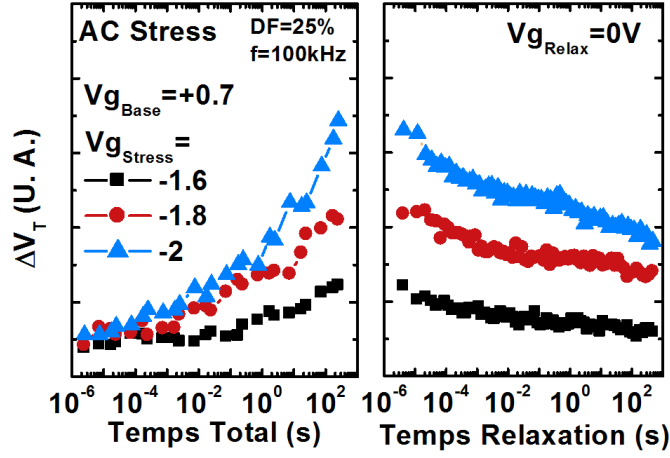 AC Stress
DF=25%
f=100kHz
Vg_Base=+0.7
Vg_Stress=
-1.6
-1.8
-2
ΔV_T (U. A.)
10^-6 10^-4 10^-2 10^0 10^2
Temps Total (s)
Vg_Relax=0V
10^-6 10^-4 10^-2 10^0 10^2
Temps Relaxation (s)